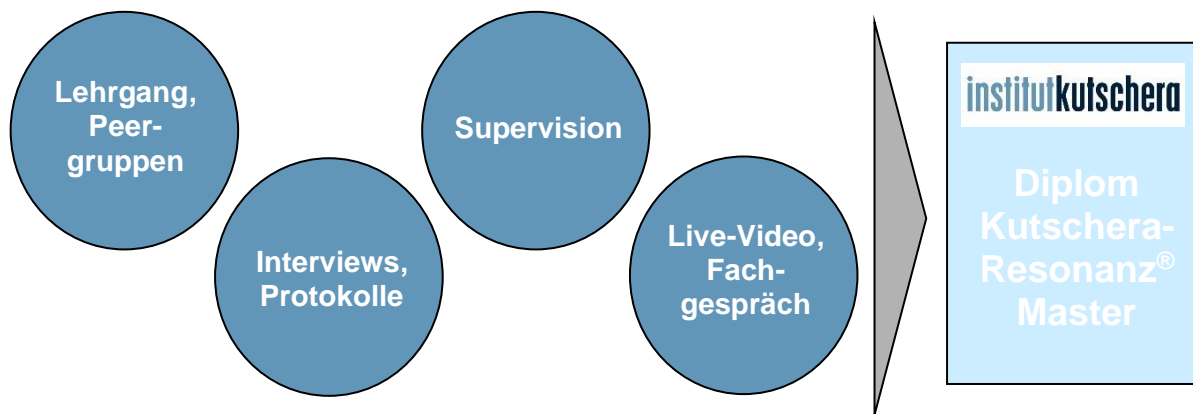 Lehrgang,
Peer-
gruppen
Interviews,
Protokolle
Supervision
Live-Video,
Fach-
gespräch
institutkutschera
Diplom
Kutschera-
Resonanz®
Master